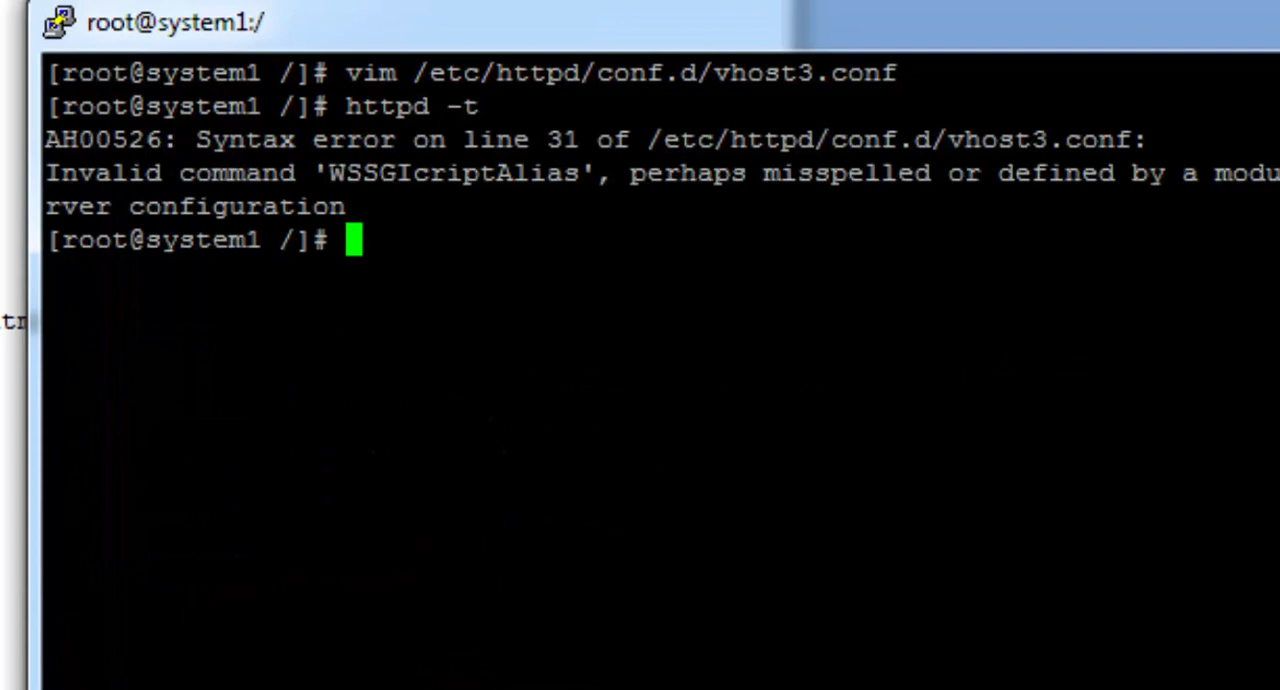 root@system1:/
[root@system1 /]# vim /etc/httpd/conf.d/vhost3.conf
[root@system1 /]# httpd -t
AH00526: Syntax error on line 31 of /etc/httpd/conf.d/vhost3.conf:
Invalid command 'WSSGIcriptAlias', perhaps misspelled or defined by a modu
rver configuration
[root@system1 /]#